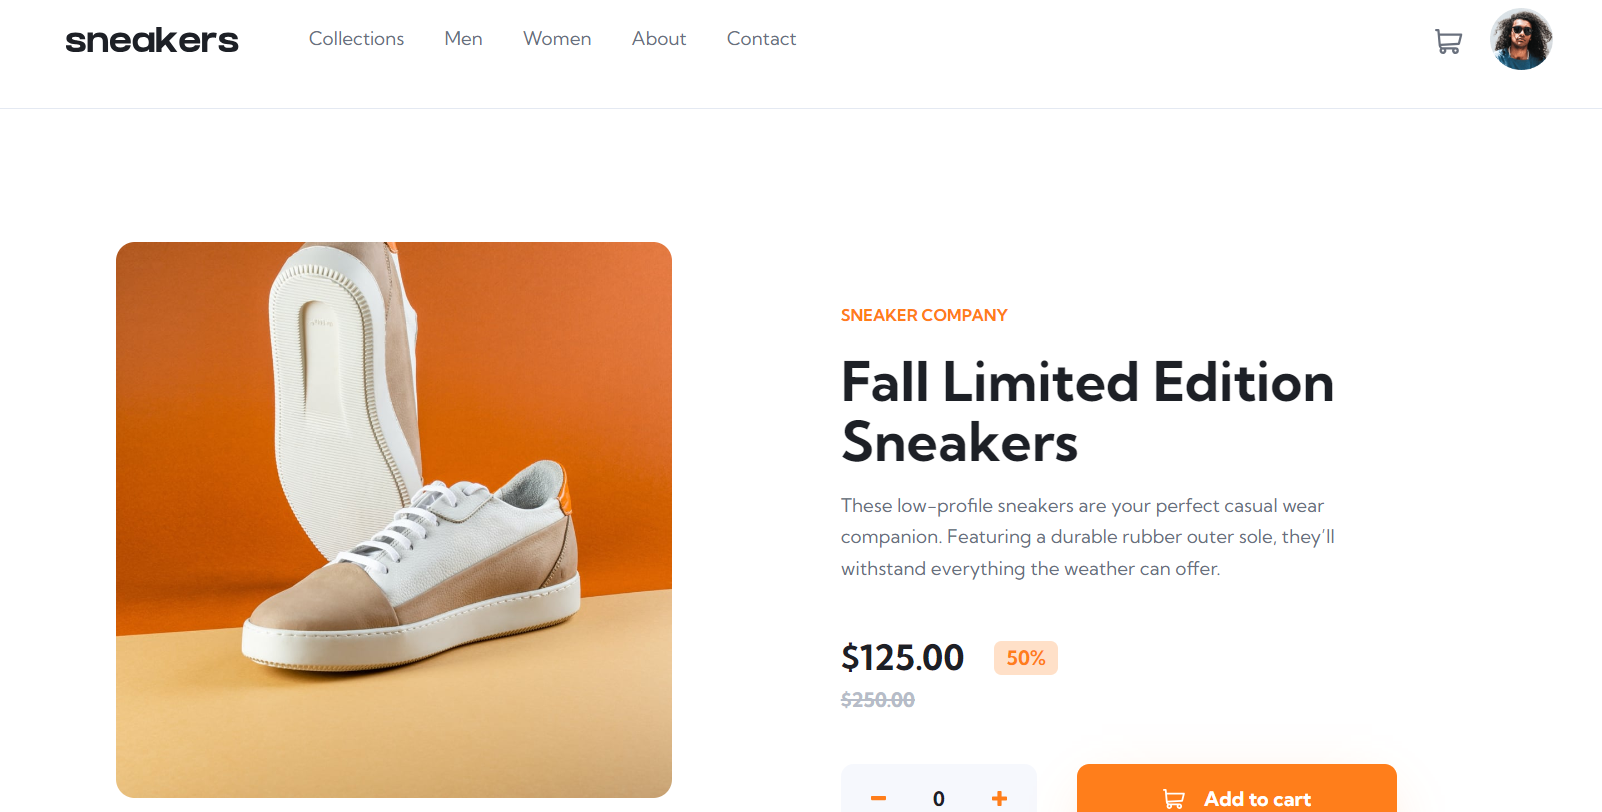 sneakers
Collections Men Women About Contact
SNEAKER COMPANY
Fall Limited Edition
Sneakers
These low-profile sneakers are your perfect casual wear
companion. Featuring a durable rubber outer sole, they’ll
withstand everything the weather can offer.
$125.00 50%
$250.00
0
Add to cart